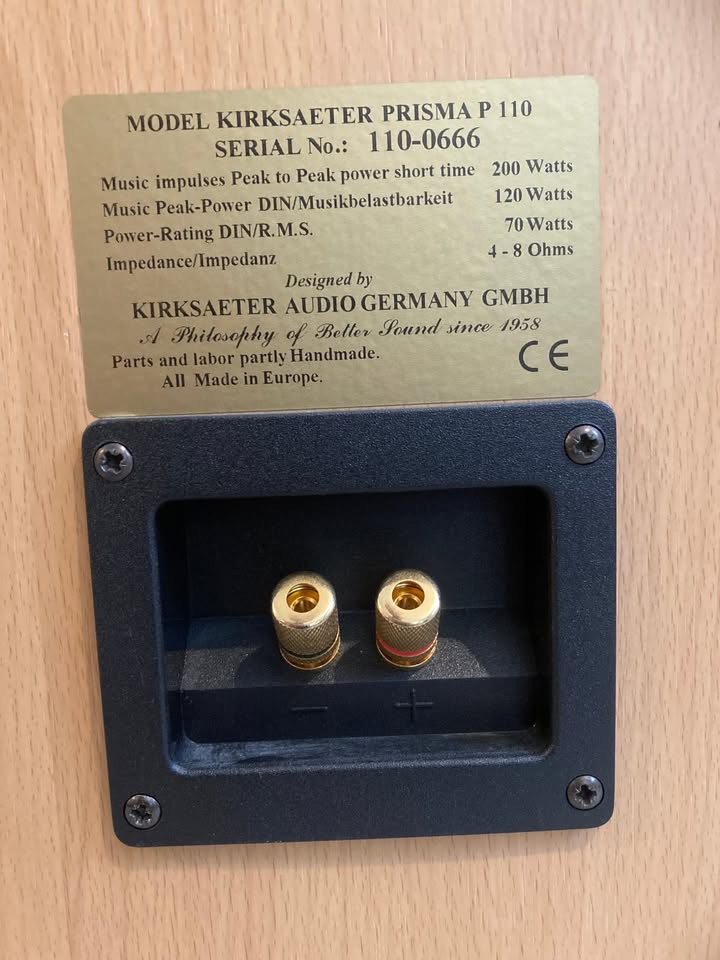 MODEL KIRKSAETER PRISMA P 110
SERIAL No.: 110-0666
Music impulses Peak to Peak power short time 200 Watts
Music Peak-Power DIN/Musikbelastbarkeit 120 Watts
Power-Rating DIN/R.M.S. 70 Watts
Impedance/Impedanz 4 - 8 Ohms
Designed by
KIRKSAETER AUDIO GERMANY GMBH
A Philosophy of Better Sound since 1958
Parts and labor partly Handmade.
All Made in Europe.
CE
− +